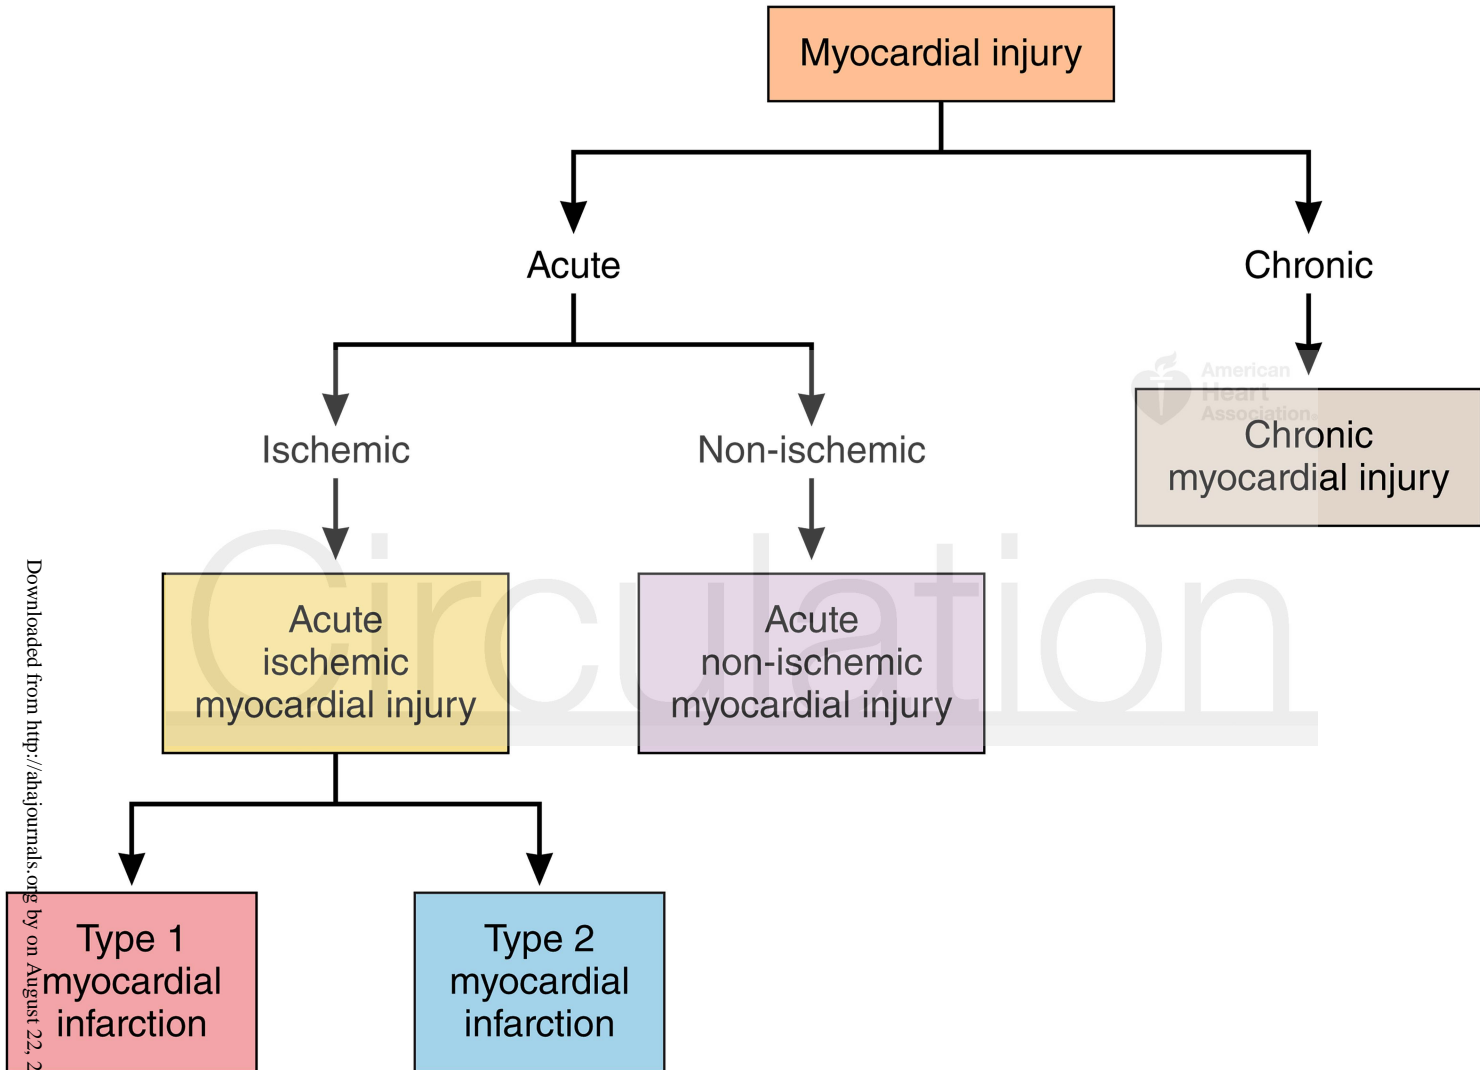 Myocardial injury
Acute
Chronic
American
Heart
Association®
Ischemic
Non-ischemic
Chronic
myocardial injury
Circulation
Acute
ischemic
myocardial injury
Acute
non-ischemic
myocardial injury
Type 1
myocardial
infarction
Type 2
myocardial
infarction
Downloaded from http://ahajournals.org by on August 22, 2